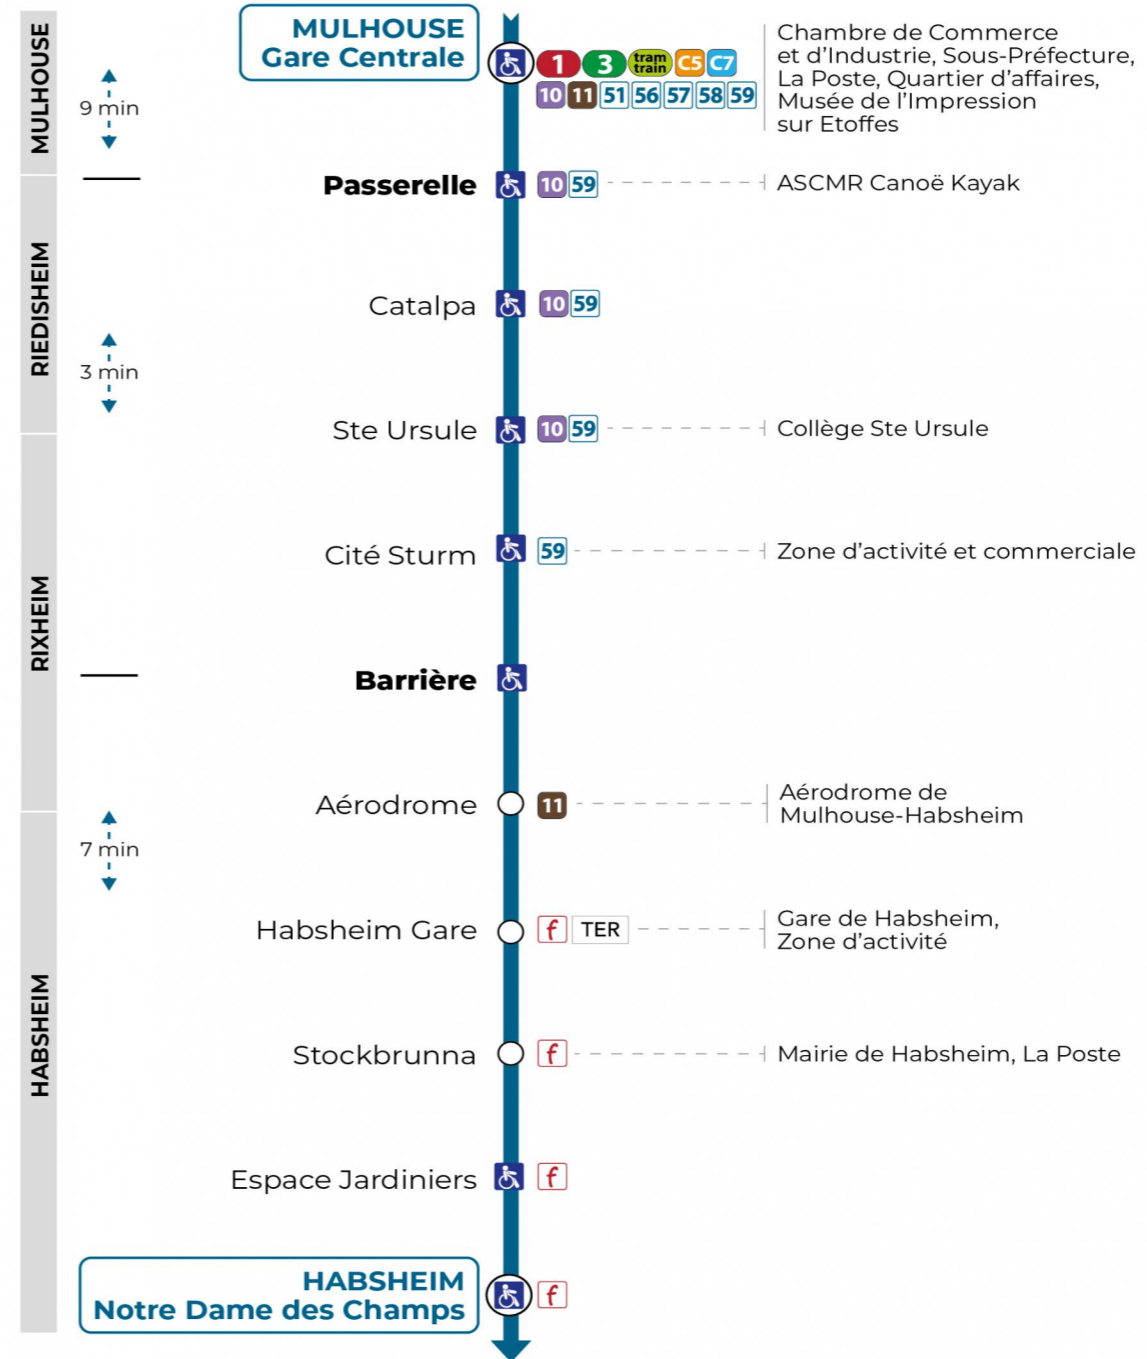 MULHOUSE
MULHOUSE
Gare Centrale
1 3 tram train C5 C7
10 11 51 56 57 58 59
Chambre de Commerce
et d’Industrie, Sous-Préfecture,
La Poste, Quartier d’affaires,
Musée de l’Impression
sur Etoffes
9 min
Passerelle 10 59 ASCMR Canoë Kayak
RIEDISHEIM
Catalpa 10 59
3 min
Ste Ursule 10 59 Collège Ste Ursule
RIXHEIM
Cité Sturm 59 Zone d’activité et commerciale
Barrière
Aérodrome 11
Aérodrome de
Mulhouse-Habsheim
7 min
HABSHEIM
Habsheim Gare f TER
Gare de Habsheim,
Zone d’activité
Stockbrunna f Mairie de Habsheim, La Poste
Espace Jardiniers f
HABSHEIM
Notre Dame des Champs f